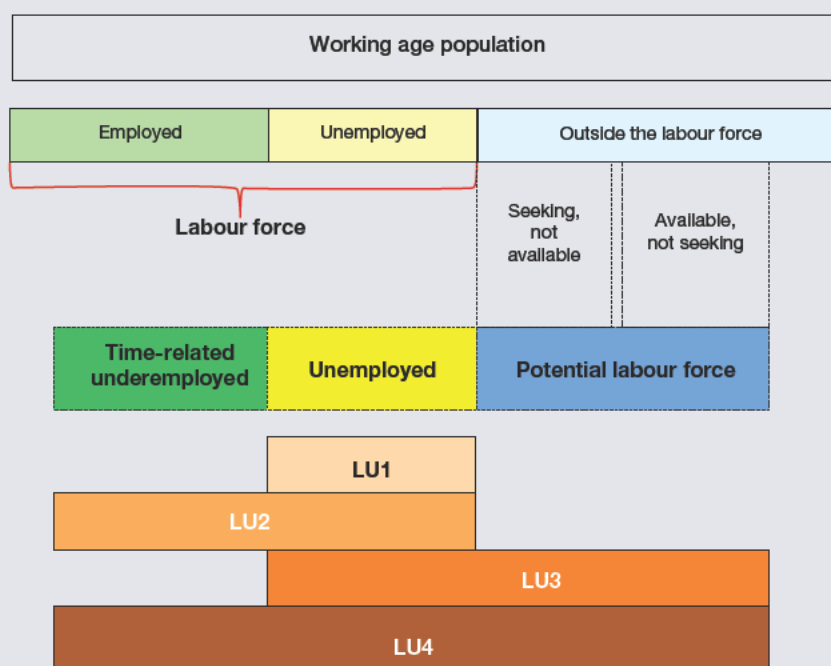 Working age population
Employed
Unemployed
Outside the labour force
Labour force
Seeking,
not
available
Available,
not seeking
Time-related
underemployed
Unemployed
Potential labour force
LU1
LU2
LU3
LU4